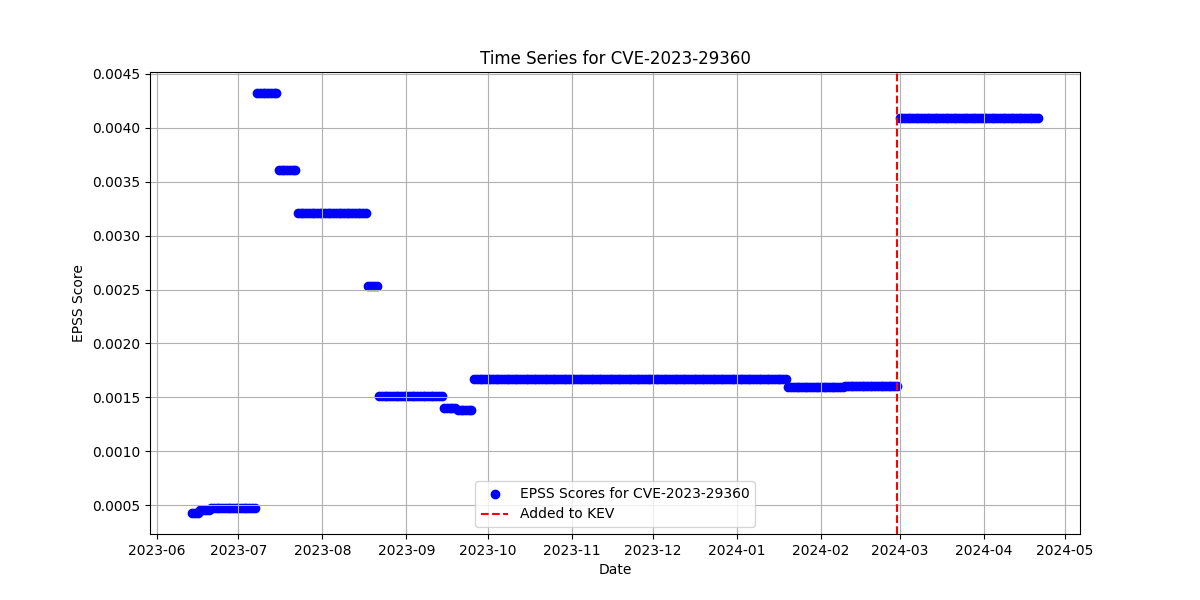 Time Series for CVE-2023-29360
EPSS Score
0.0045
0.0040
0.0035
0.0030
0.0025
0.0020
0.0015
0.0010
0.0005
EPSS Scores for CVE-2023-29360
Added to KEV
2023-06 2023-07 2023-08 2023-09 2023-10 2023-11 2023-12 2024-01 2024-02 2024-03 2024-04 2024-05
Date